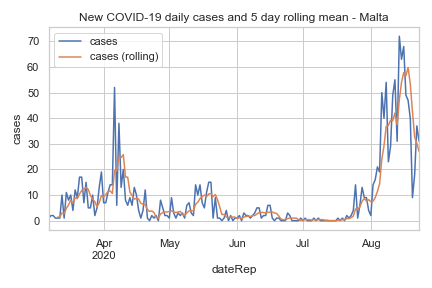 New COVID-19 daily cases and 5 day rolling mean - Malta
cases
cases (rolling)
70
60
50
40
30
20
10
0
cases
Apr
2020
May
Jun
Jul
Aug
dateRep